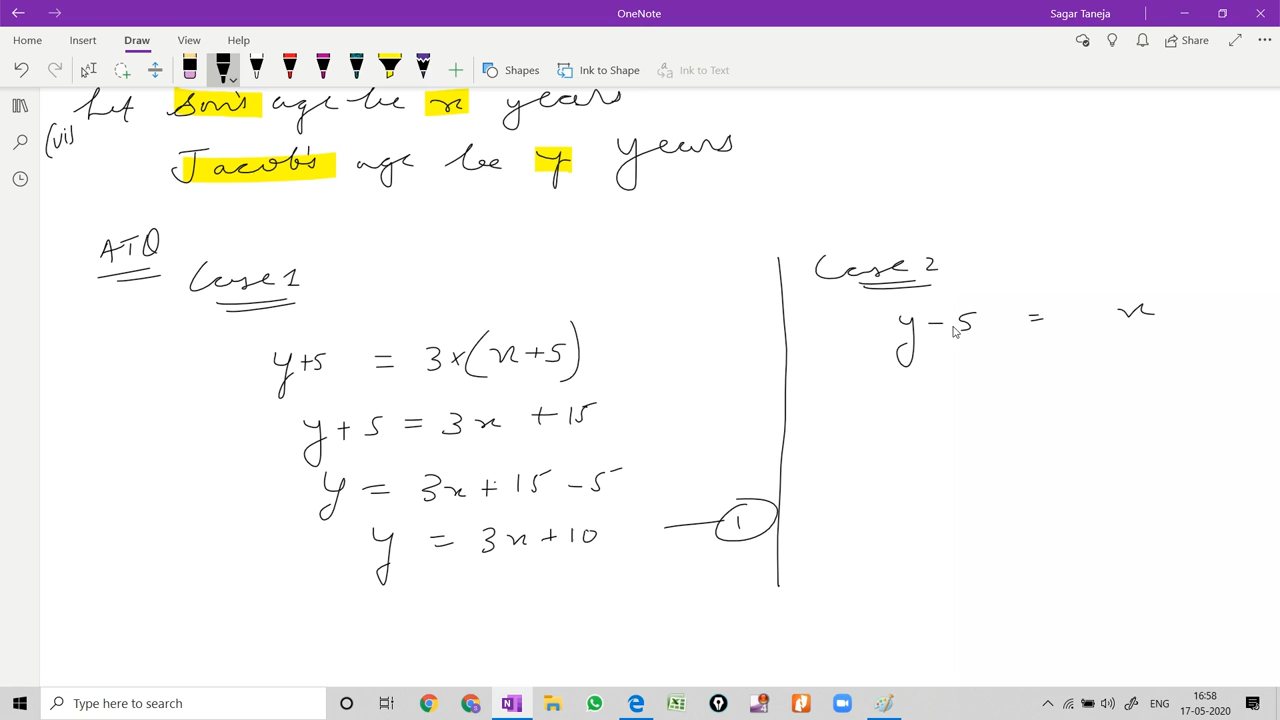 OneNote
Sagar Taneja
Home Insert Draw View Help
Share
Shapes Ink to Shape Ink to Text
Let Son's age be x years
(vii)
Jacob's age be y years
ATQ
Case 1
y+5 = 3×(x+5)
y+5 = 3x +15
y = 3x+15-5
y = 3x+10 — 1
Case 2
y-5 = x
Type here to search
ENG
16:58
17-05-2020